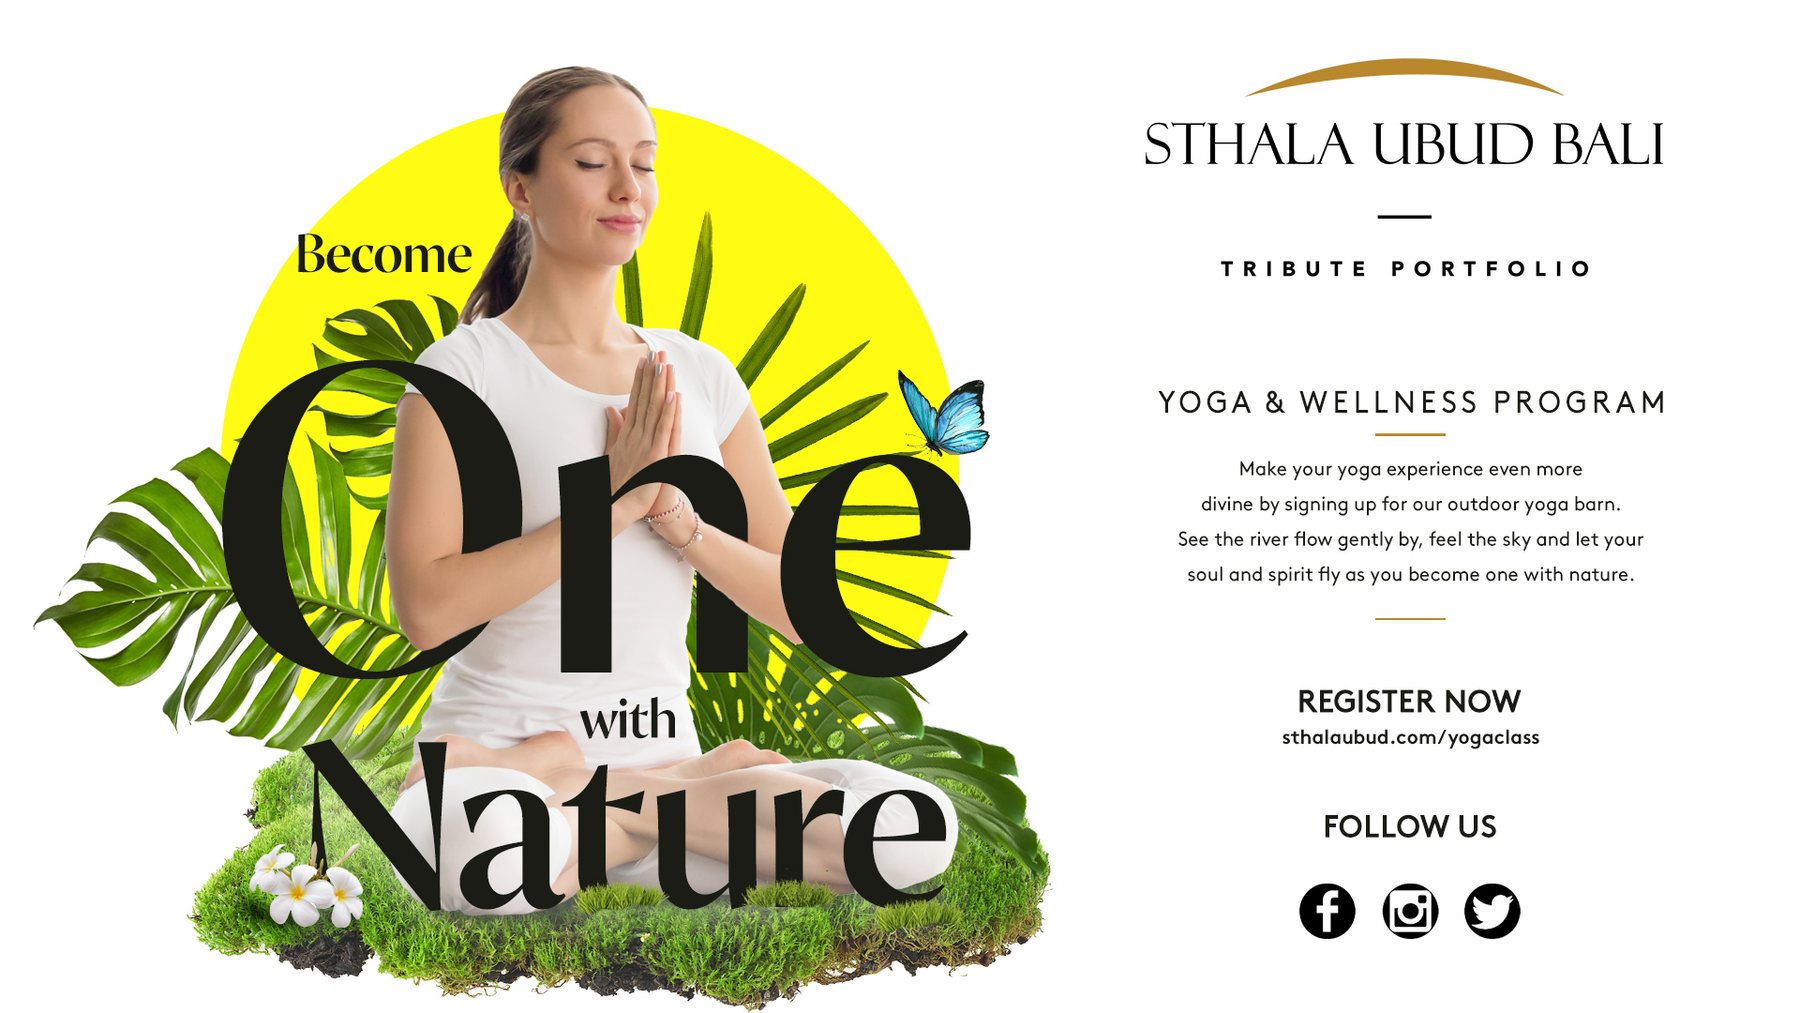 Become
One
with
Nature
STHALA UBUD BALI
TRIBUTE PORTFOLIO
YOGA & WELLNESS PROGRAM
Make your yoga experience even more
divine by signing up for our outdoor yoga barn.
See the river flow gently by, feel the sky and let your
soul and spirit fly as you become one with nature.
REGISTER NOW
sthalaubud.com/yogaclass
FOLLOW US